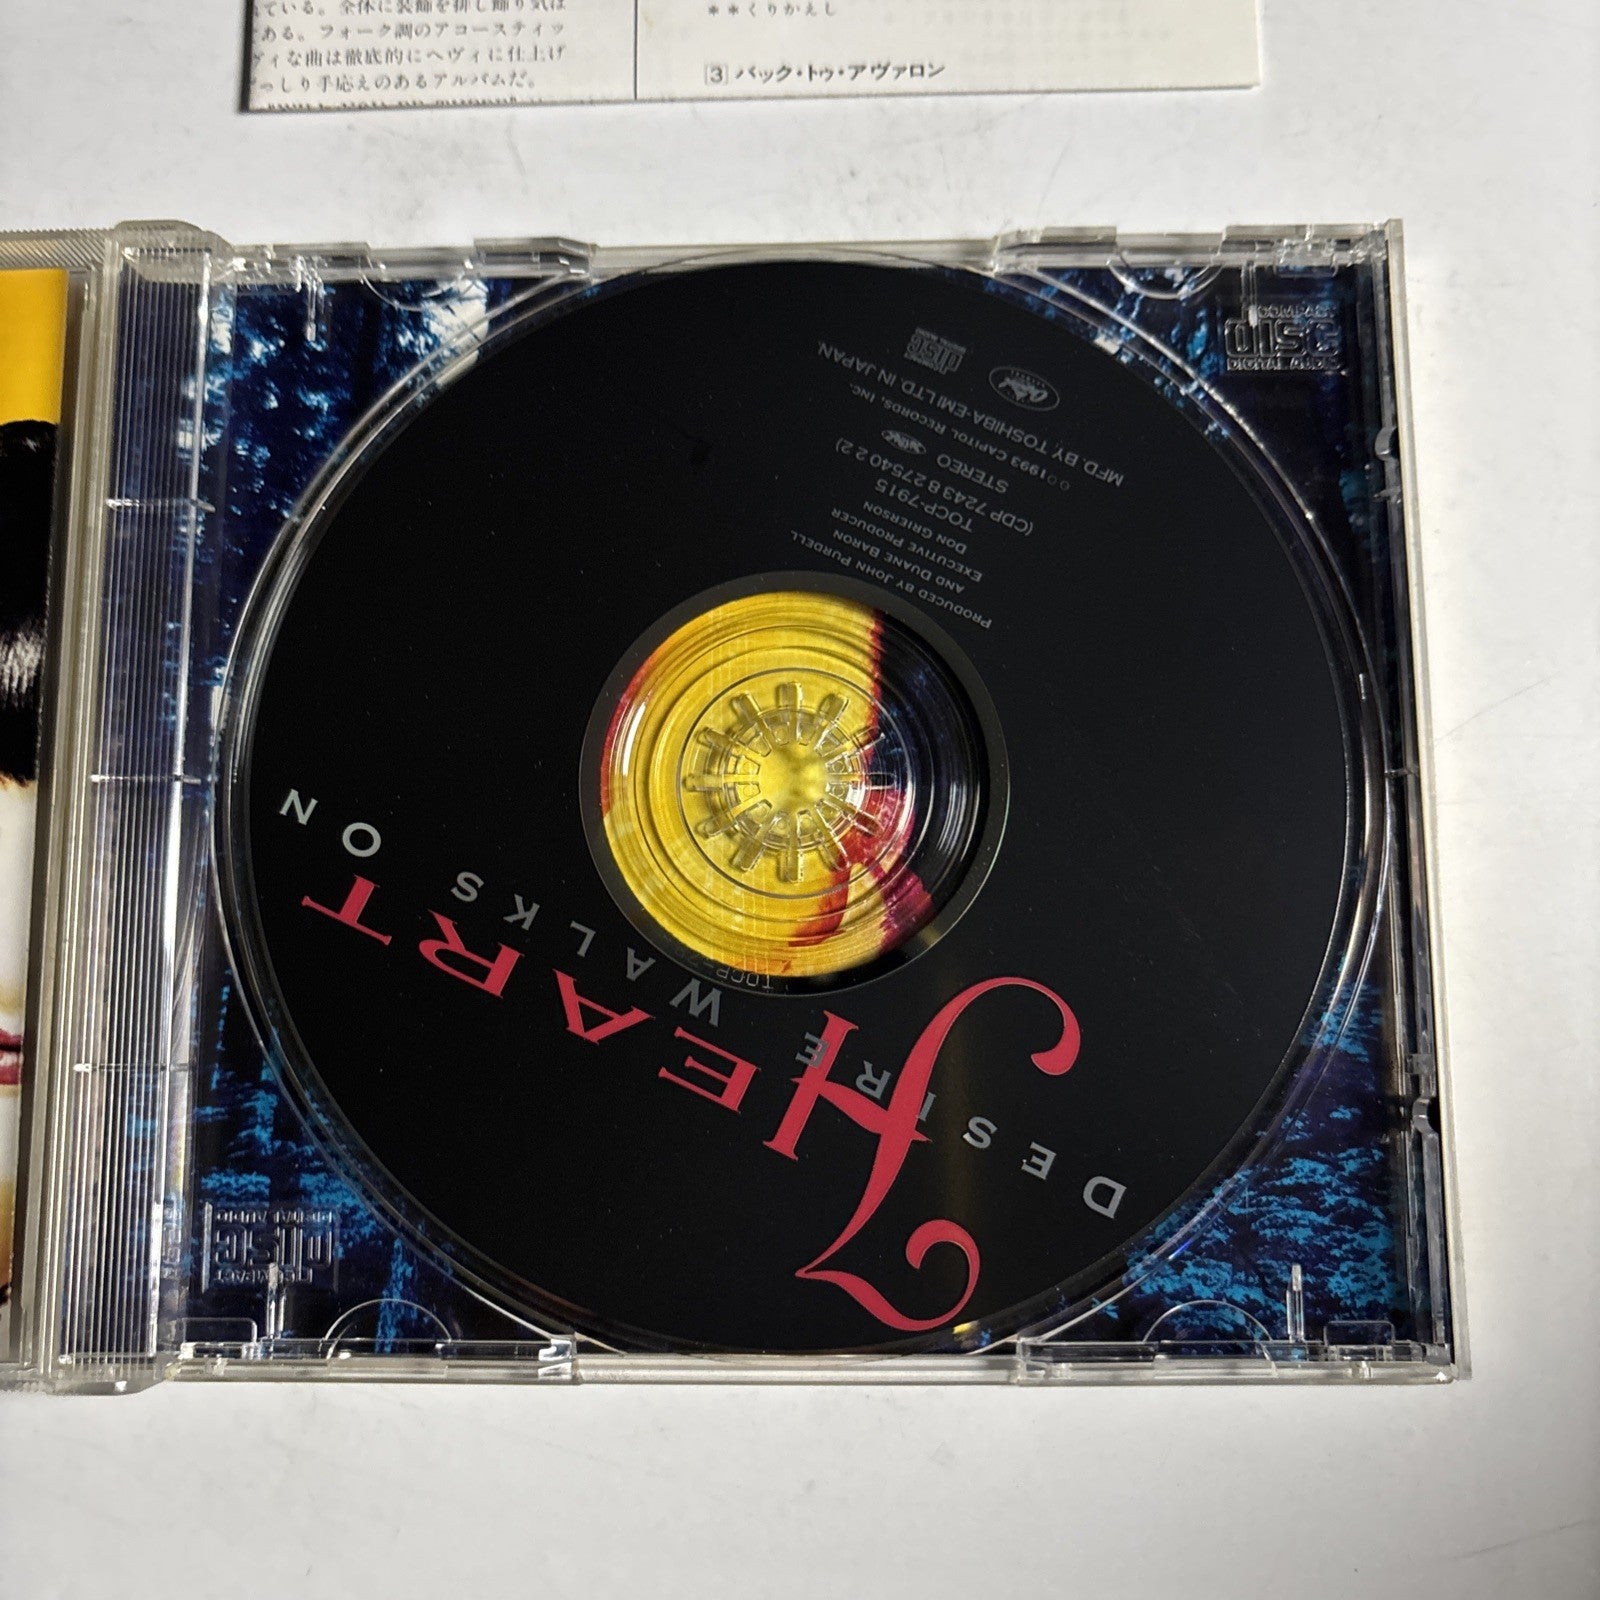 ている。全体に装飾を排し飾り気は
ある。フォーク調のアコースティッ
ヴィな曲は徹底的にヘヴィに仕上げ
っしり手応えのあるアルバムだ。
**くりかえし
[3] バック・トゥ・アヴァロン
HEART
DESIRE WALKS ON
PRODUCED BY JOHN PURDELL
AND DUANE BARON
EXECUTIVE PRODUCER
DON GRIERSON
TOCP-7915
(CDP 7243 8 27540 2 2)
STEREO
℗©1993 CAPITOL RECORDS, INC.
MFD. BY TOSHIBA-EMI LTD IN JAPAN.
COMPACT
DISC
DIGITAL AUDIO
COMPACT
DISC
DIGITAL AUDIO